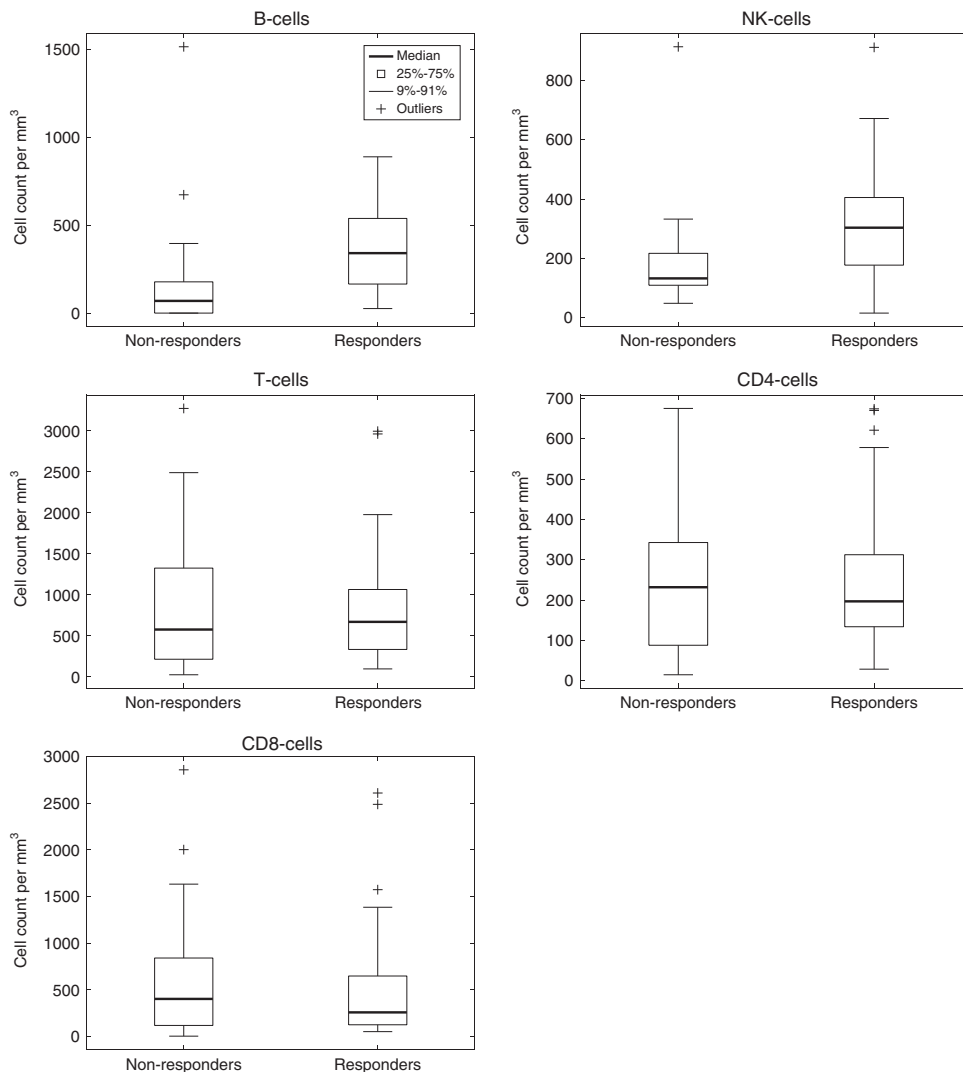 B-cells
Cell count per mm³
1500
1000
500
0
Median
25%-75%
9%-91%
Outliers
Non-responders Responders
NK-cells
Cell count per mm³
800
600
400
200
0
Non-responders Responders
T-cells
Cell count per mm³
3000
2500
2000
1500
1000
500
0
Non-responders Responders
CD4-cells
Cell count per mm³
700
600
500
400
300
200
100
0
Non-responders Responders
CD8-cells
Cell count per mm³
3000
2500
2000
1500
1000
500
0
Non-responders Responders